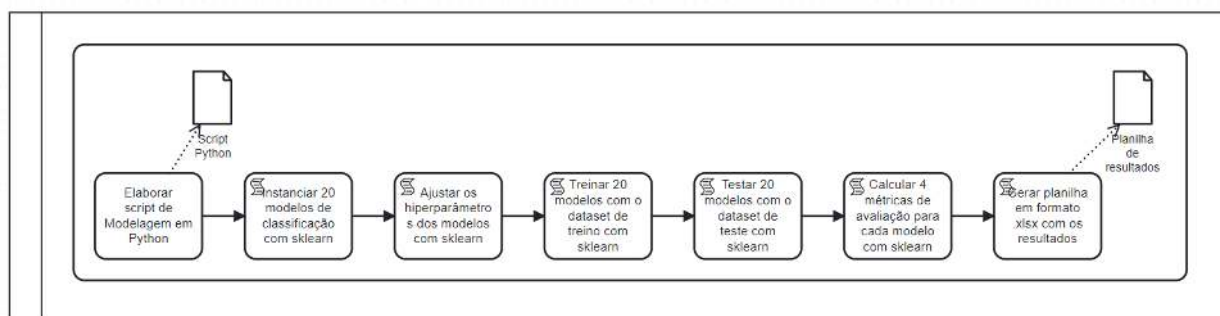 Script
Python
Planilha
de
resultados
Elaborar
script de
Modelagem em
Python
Instanciar 20
modelos de
classificação
com sklearn
Ajustar os
hiperparâmetro
s dos modelos
com sklearn
Treinar 20
modelos com o
dataset de
treino com
sklearn
Testar 20
modelos com o
dataset de
teste com
sklearn
Calcular 4
métricas de
avaliação para
cada modelo
com sklearn
Gerar planilha
em formato
.xlsx com os
resultados